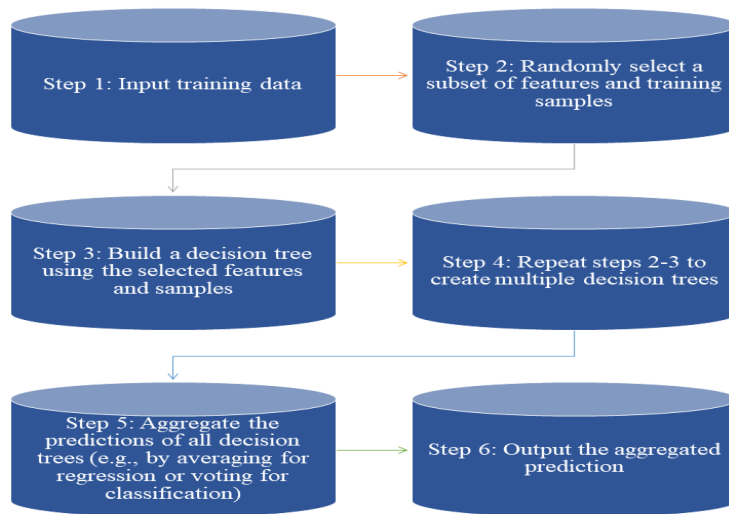 Step 1: Input training data
Step 2: Randomly select a
subset of features and training
samples
Step 3: Build a decision tree
using the selected features
and samples
Step 4: Repeat steps 2-3 to
create multiple decision trees
Step 5: Aggregate the
predictions of all decision
trees (e.g., by averaging for
regression or voting for
classification)
Step 6: Output the aggregated
prediction